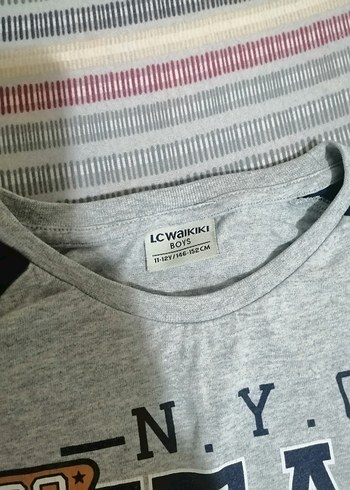 LC WAIKIKI
BOYS
11-12Y/146-152 CM
N.Y.